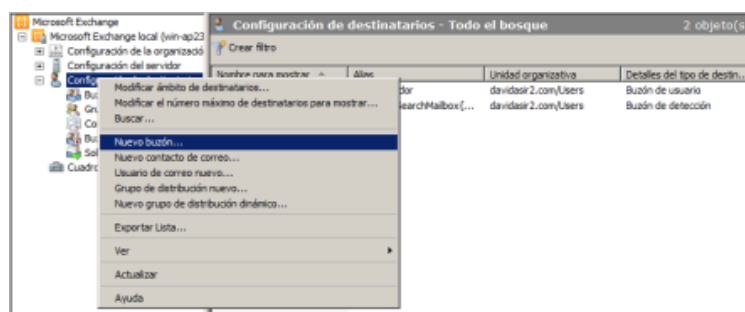 Microsoft Exchange
Microsoft Exchange local (win-ap23
Configuración de la organizació
Configuración del servidor
Configuración de destinatarios - Todo el bosque 2 objeto(s
Crear filtro
Nombre para mostrar Alias Unidad organizativa Detalles del tipo de destin...
dor davidasir2.com/Users Buzón de usuario
SearchMailbox{... davidasir2.com/Users Buzón de detección
Modificar ámbito de destinatarios...
Modificar el número máximo de destinatarios para mostrar...
Buscar...
Nuevo buzón...
Nuevo contacto de correo...
Usuario de correo nuevo...
Grupo de distribución nuevo...
Nuevo grupo de distribución dinámico...
Exportar Lista...
Ver
Actualizar
Ayuda